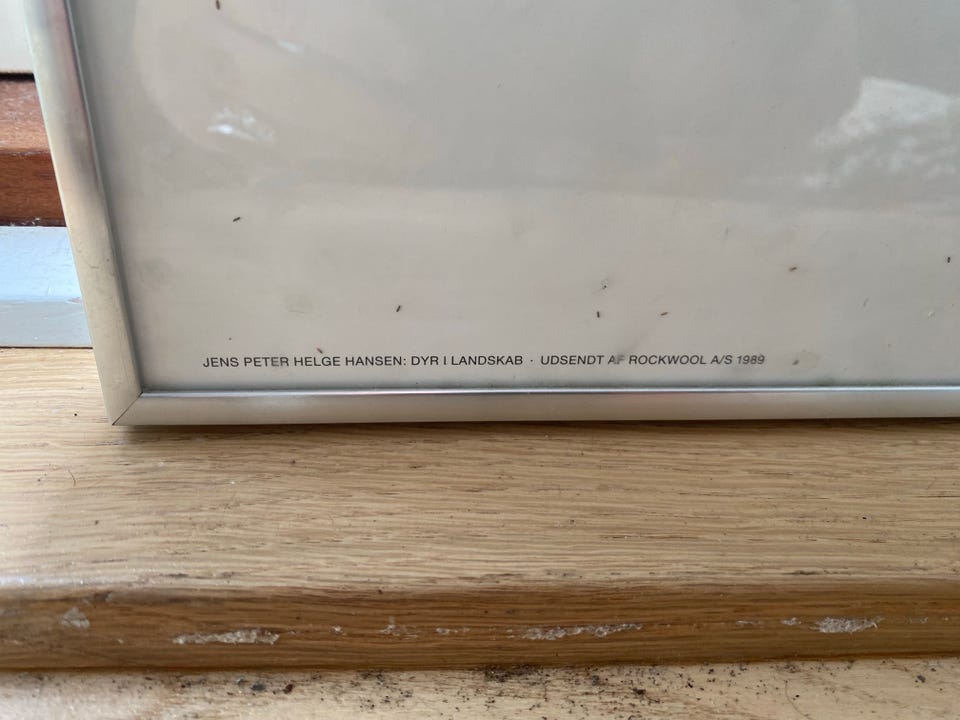 JENS PETER HELGE HANSEN: DYR I LANDSKAB · UDSENDT AF ROCKWOOL A/S 1989